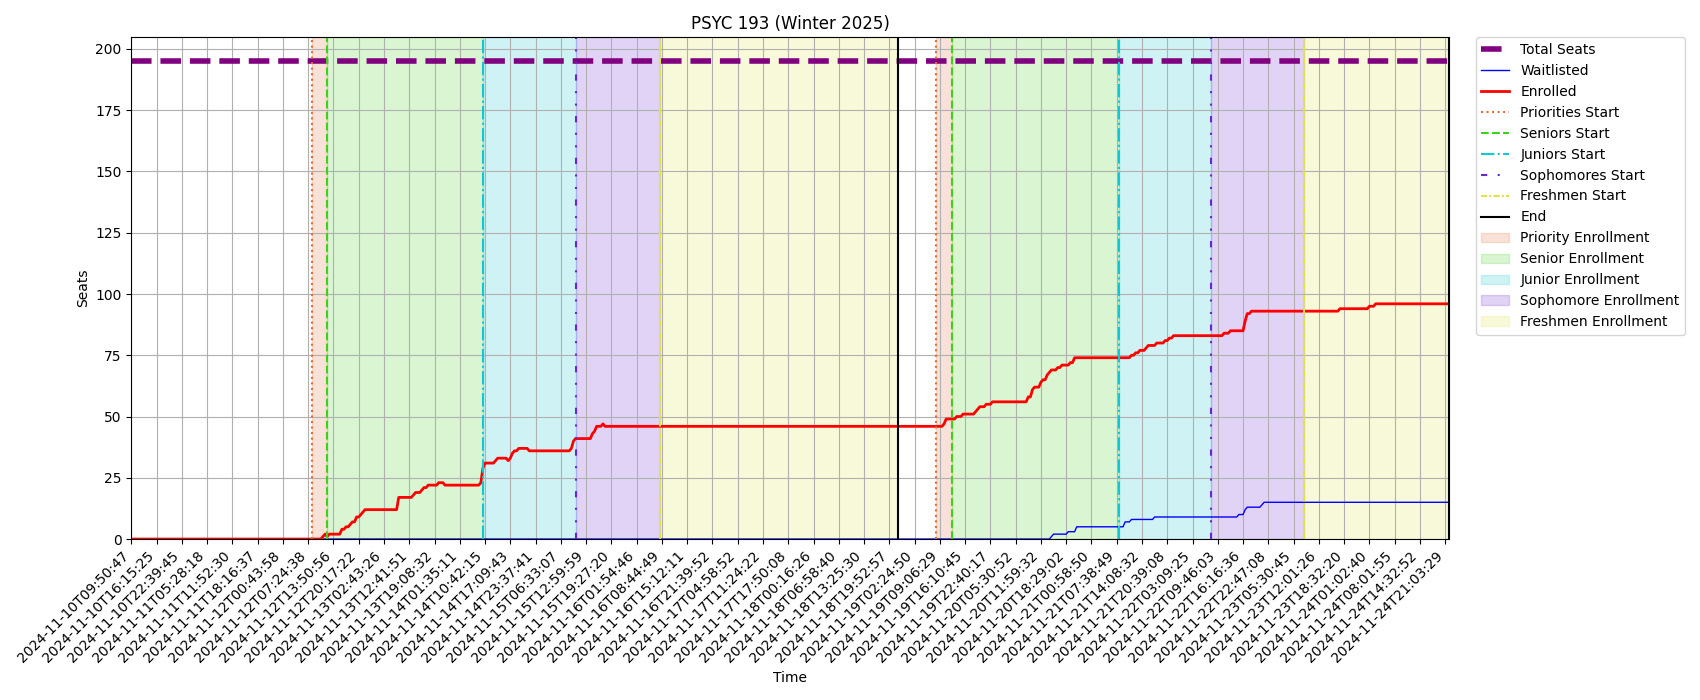 PSYC 193 (Winter 2025)
Seats
200
175
150
125
100
75
50
25
0
2024-11-10T09:50:47
2024-11-10T16:15:25
2024-11-10T22:39:45
2024-11-11T05:28:18
2024-11-11T11:52:30
2024-11-11T18:16:37
2024-11-12T00:43:58
2024-11-12T07:24:38
2024-11-12T13:50:56
2024-11-12T20:17:22
2024-11-13T02:43:26
2024-11-13T12:41:51
2024-11-13T19:08:32
2024-11-14T01:35:11
2024-11-14T10:42:15
2024-11-14T17:09:43
2024-11-14T23:37:41
2024-11-15T06:33:07
2024-11-15T12:59:59
2024-11-15T19:27:20
2024-11-16T01:54:46
2024-11-16T08:44:49
2024-11-16T15:12:11
2024-11-16T21:39:52
2024-11-17T04:58:52
2024-11-17T11:24:22
2024-11-17T17:50:08
2024-11-18T00:16:26
2024-11-18T06:58:40
2024-11-18T13:25:30
2024-11-18T19:52:57
2024-11-19T02:24:50
2024-11-19T09:06:29
2024-11-19T16:10:45
2024-11-19T22:40:17
2024-11-20T05:30:52
2024-11-20T11:59:32
2024-11-20T18:29:02
2024-11-21T00:58:50
2024-11-21T07:38:49
2024-11-21T14:08:32
2024-11-21T20:39:08
2024-11-22T03:09:25
2024-11-22T09:46:03
2024-11-22T16:16:36
2024-11-22T22:47:08
2024-11-23T05:30:45
2024-11-23T12:01:26
2024-11-23T18:32:20
2024-11-24T01:02:40
2024-11-24T08:01:55
2024-11-24T14:32:52
2024-11-24T21:03:29
Time
Total Seats
Waitlisted
Enrolled
Priorities Start
Seniors Start
Juniors Start
Sophomores Start
Freshmen Start
End
Priority Enrollment
Senior Enrollment
Junior Enrollment
Sophomore Enrollment
Freshmen Enrollment